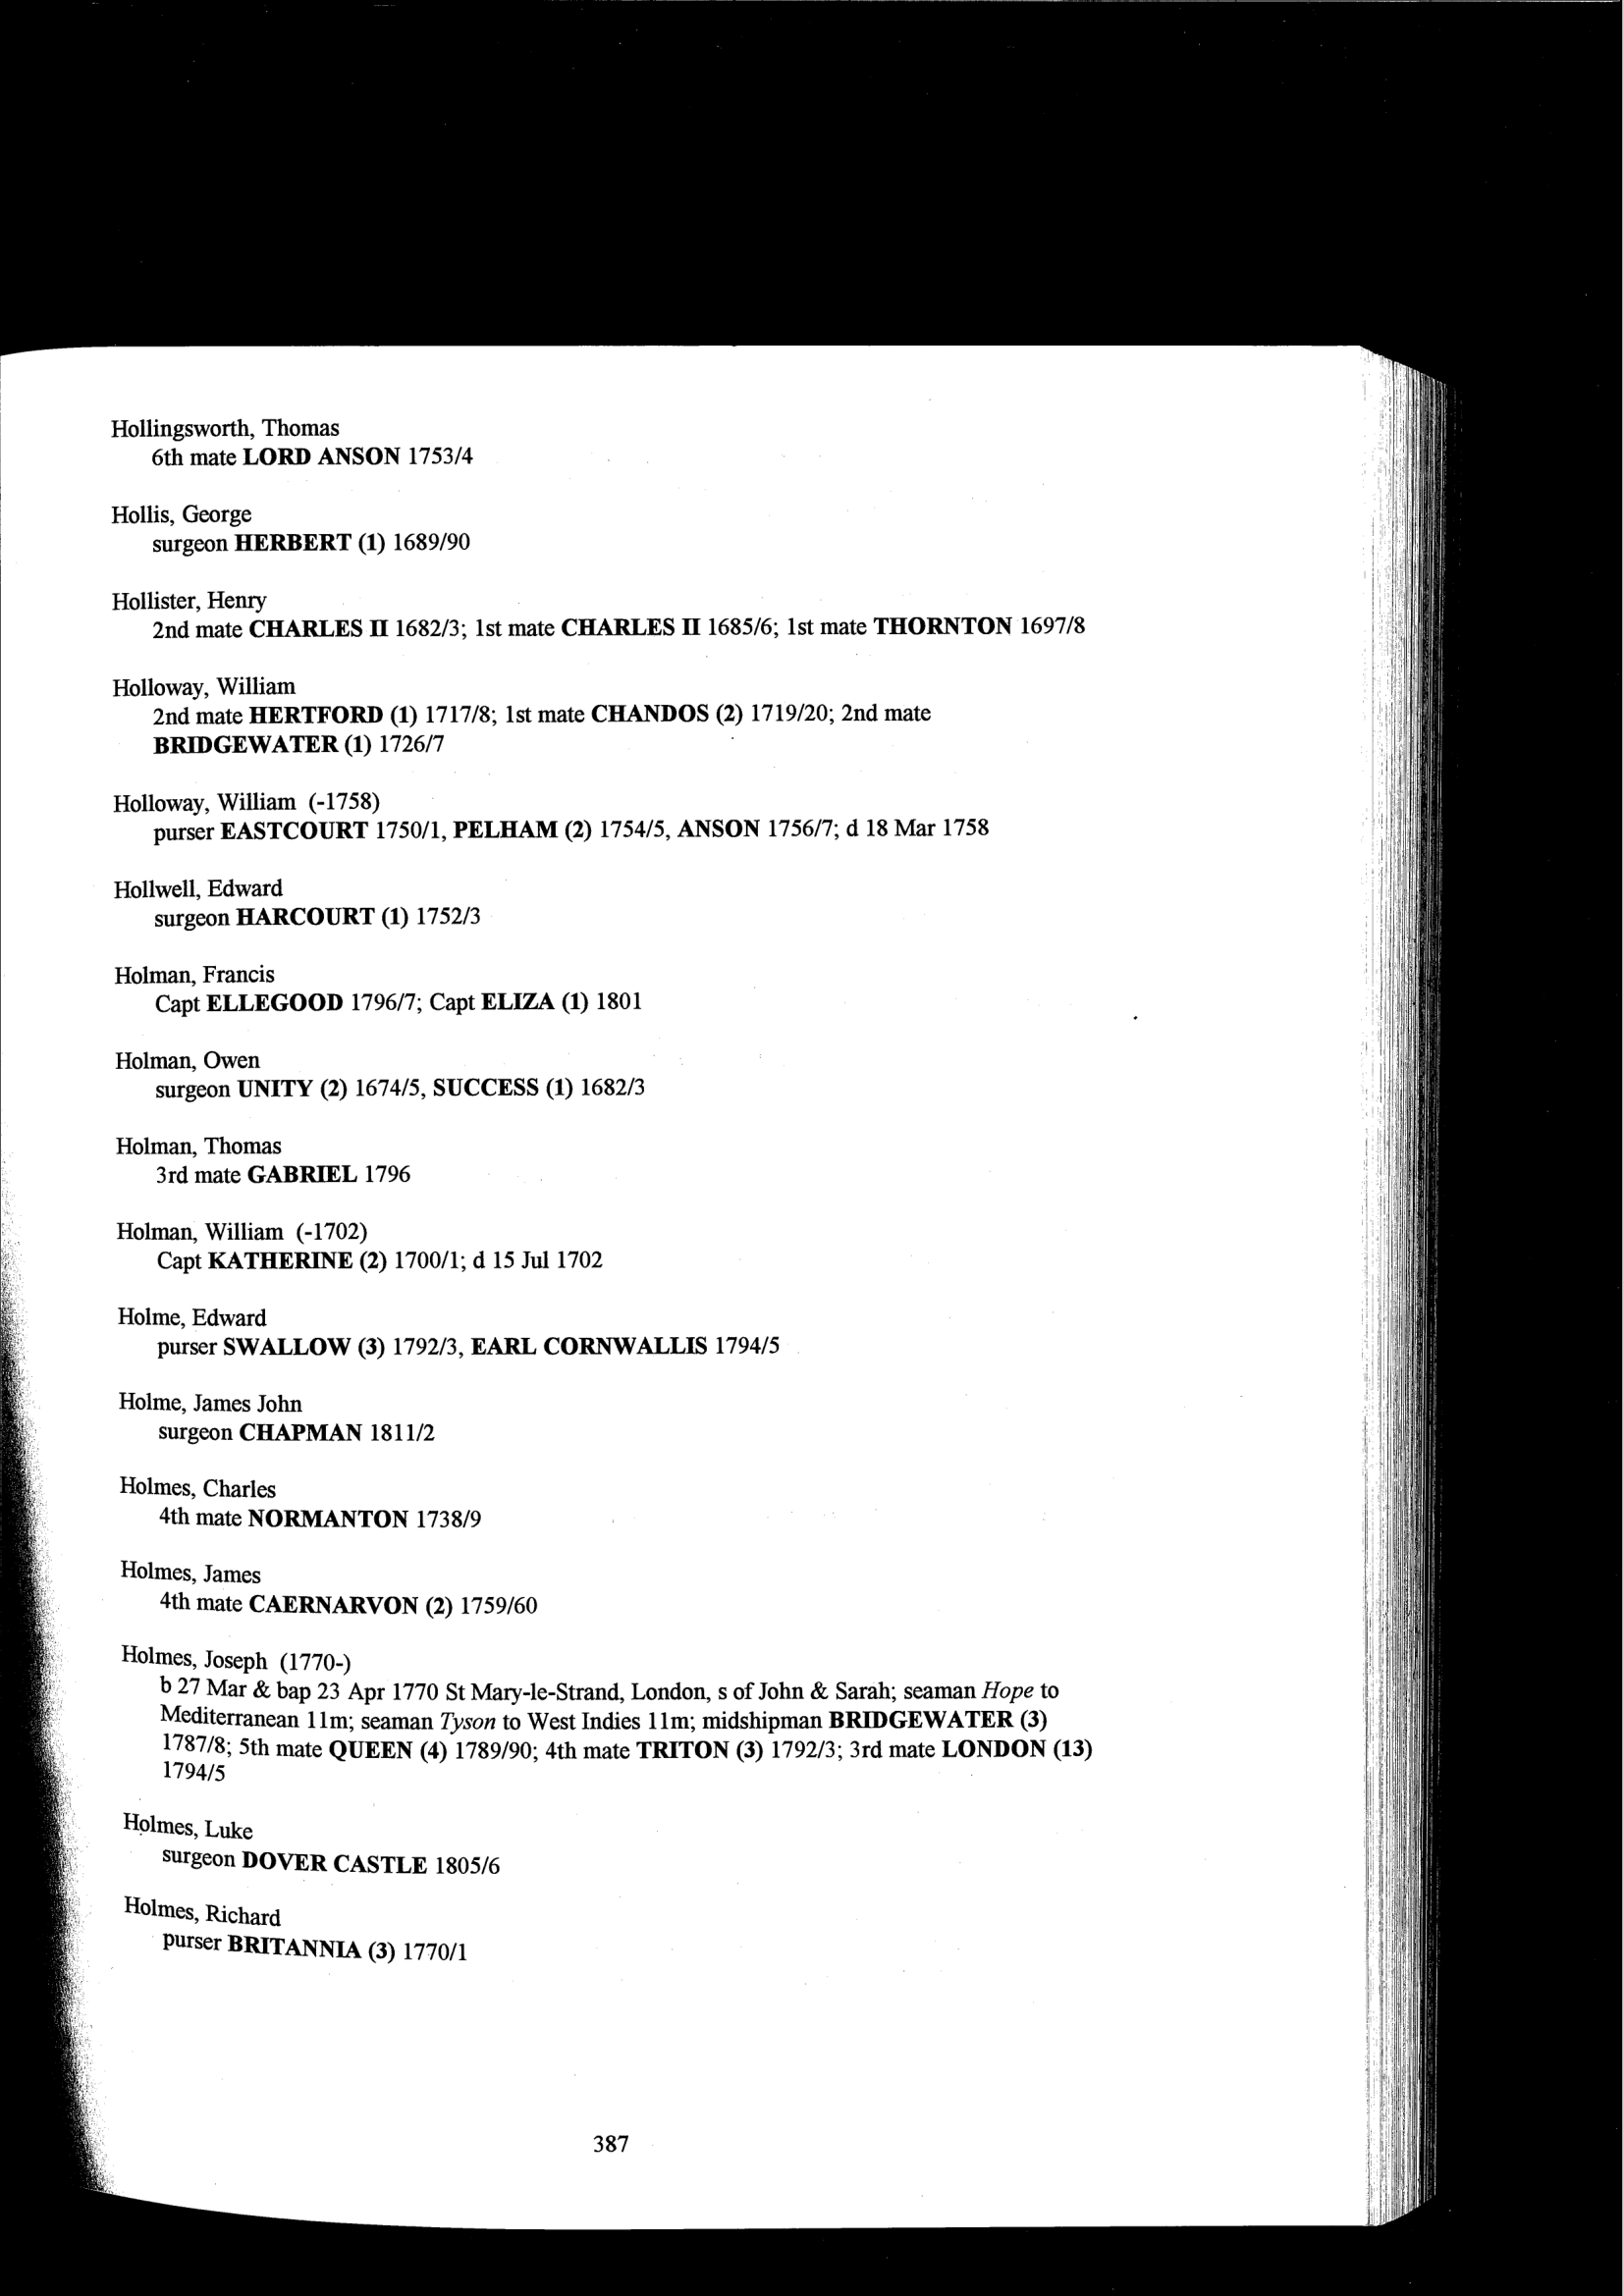 Hollingsworth, Thomas
6th mate LORD ANSON 1753/4
Hollis, George
surgeon HERBERT (1) 1689/90
Hollister, Henry
2nd mate CHARLES II 1682/3; 1st mate CHARLES II 1685/6; 1st mate THORNTON 1697/8
Holloway, William
2nd mate HERTFORD (1) 1717/8; 1st mate CHANDOS (2) 1719/20; 2nd mate
BRIDGEWATER (1) 1726/7
Holloway, William (-1758)
purser EASTCOURT 1750/1, PELHAM (2) 1754/5, ANSON 1756/7; d 18 Mar 1758
Hollwell, Edward
surgeon HARCOURT (1) 1752/3
Holman, Francis
Capt ELLEGOOD 1796/7; Capt ELIZA (1) 1801
Holman, Owen
surgeon UNITY (2) 1674/5, SUCCESS (1) 1682/3
Holman, Thomas
3rd mate GABRIEL 1796
Holman, William (-1702)
Capt KATHERINE (2) 1700/1; d 15 Jul 1702
Holme, Edward
purser SWALLOW (3) 1792/3, EARL CORNWALLIS 1794/5
Holme, James John
surgeon CHAPMAN 1811/2
Holmes, Charles
4th mate NORMANTON 1738/9
Holmes, James
4th mate CAERNARVON (2) 1759/60
Holmes, Joseph (1770-)
b 27 Mar & bap 23 Apr 1770 St Mary-le-Strand, London, s of John & Sarah; seaman Hope to
Mediterranean 11m; seaman Tyson to West Indies 11m; midshipman BRIDGEWATER (3)
1787/8; 5th mate QUEEN (4) 1789/90; 4th mate TRITON (3) 1792/3; 3rd mate LONDON (13)
1794/5
Holmes, Luke
surgeon DOVER CASTLE 1805/6
Holmes, Richard
purser BRITANNIA (3) 1770/1
387